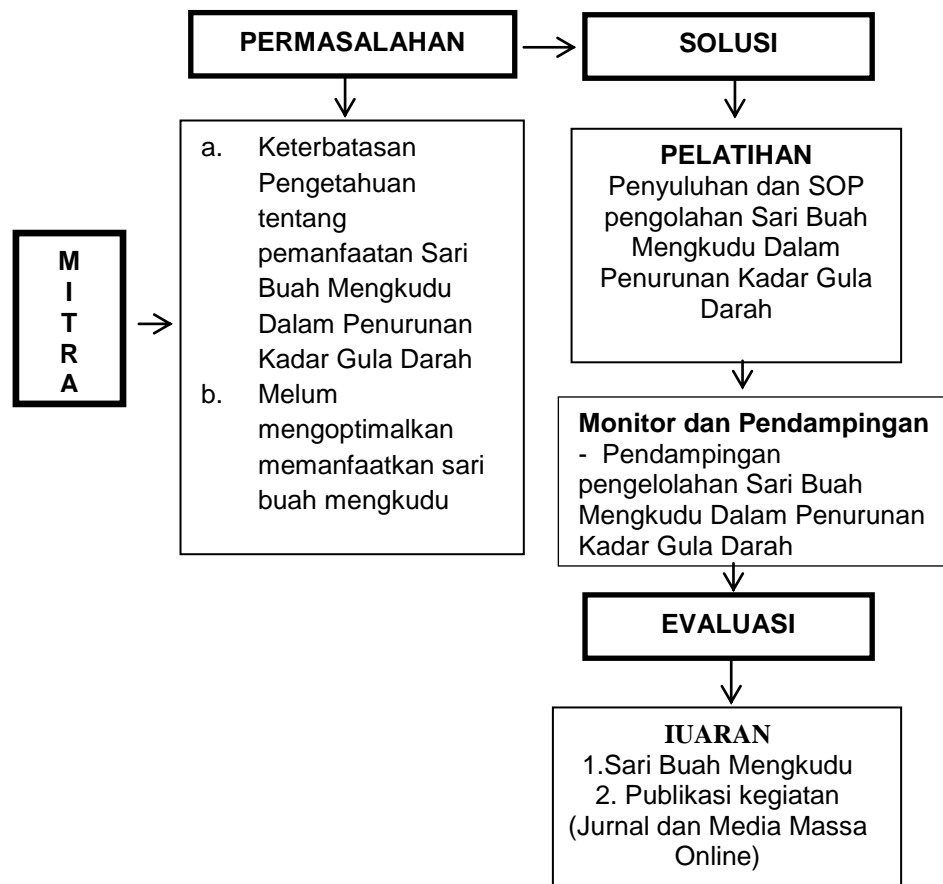 PERMASALAHAN
SOLUSI
M
I
T
R
A
a. Keterbatasan
Pengetahuan
tentang
pemanfaatan Sari
Buah Mengkudu
Dalam Penurunan
Kadar Gula Darah
b. Melum
mengoptimalkan
memanfaatkan sari
buah mengkudu
PELATIHAN
Penyuluhan dan SOP
pengolahan Sari Buah
Mengkudu Dalam
Penurunan Kadar Gula
Darah
Monitor dan Pendampingan
- Pendampingan
pengelolahan Sari Buah
Mengkudu Dalam Penurunan
Kadar Gula Darah
EVALUASI
IUARAN
1.Sari Buah Mengkudu
2. Publikasi kegiatan
(Jurnal dan Media Massa
Online)